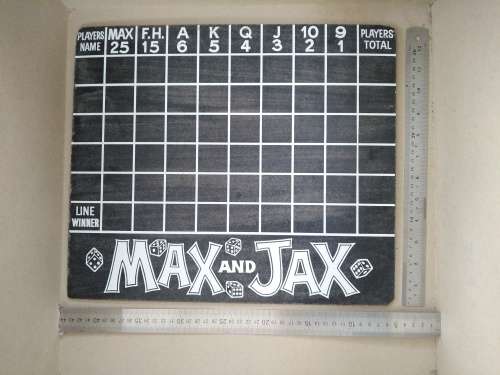 PLAYERS NAME MAX 25 F.H. 15 A 6 K 5 Q 4 J 3 10 2 9 1 PLAYERS TOTAL
LINE
WINNER
MAX AND JAX